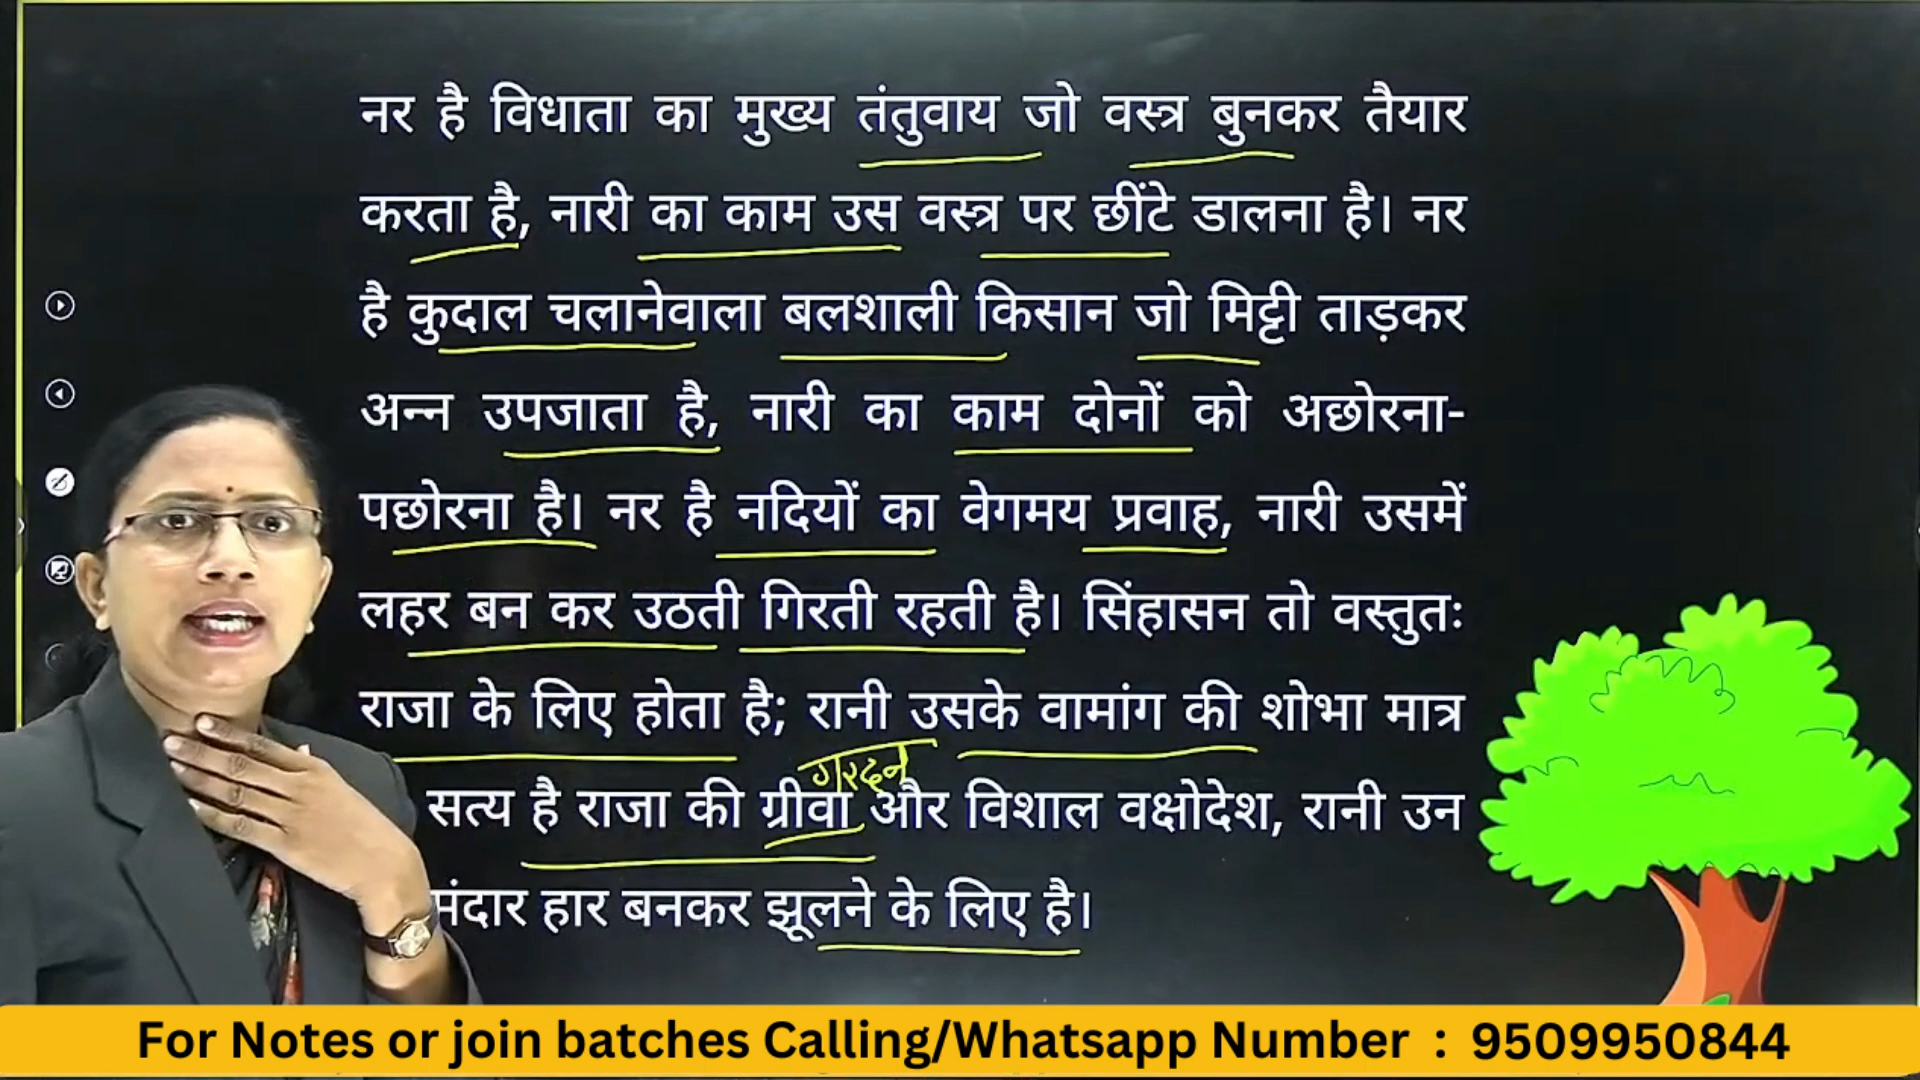 नर है विधाता का मुख्य तंतुवाय जो वस्त्र बुनकर तैयार
करता है, नारी का काम उस वस्त्र पर छींटे डालना है। नर
है कुदाल चलानेवाला बलशाली किसान जो मिट्टी ताड़कर
अन्न उपजाता है, नारी का काम दोनों को अछोरना-
पछोरना है। नर है नदियों का वेगमय प्रवाह, नारी उसमें
लहर बन कर उठती गिरती रहती है। सिंहासन तो वस्तुतः
राजा के लिए होता है; रानी उसके वामांग की शोभा मात्र
गरदन
सत्य है राजा की ग्रीवा और विशाल वक्षोदेश, रानी उन
मंदार हार बनकर झूलने के लिए है।
For Notes or join batches Calling/Whatsapp Number : 9509950844